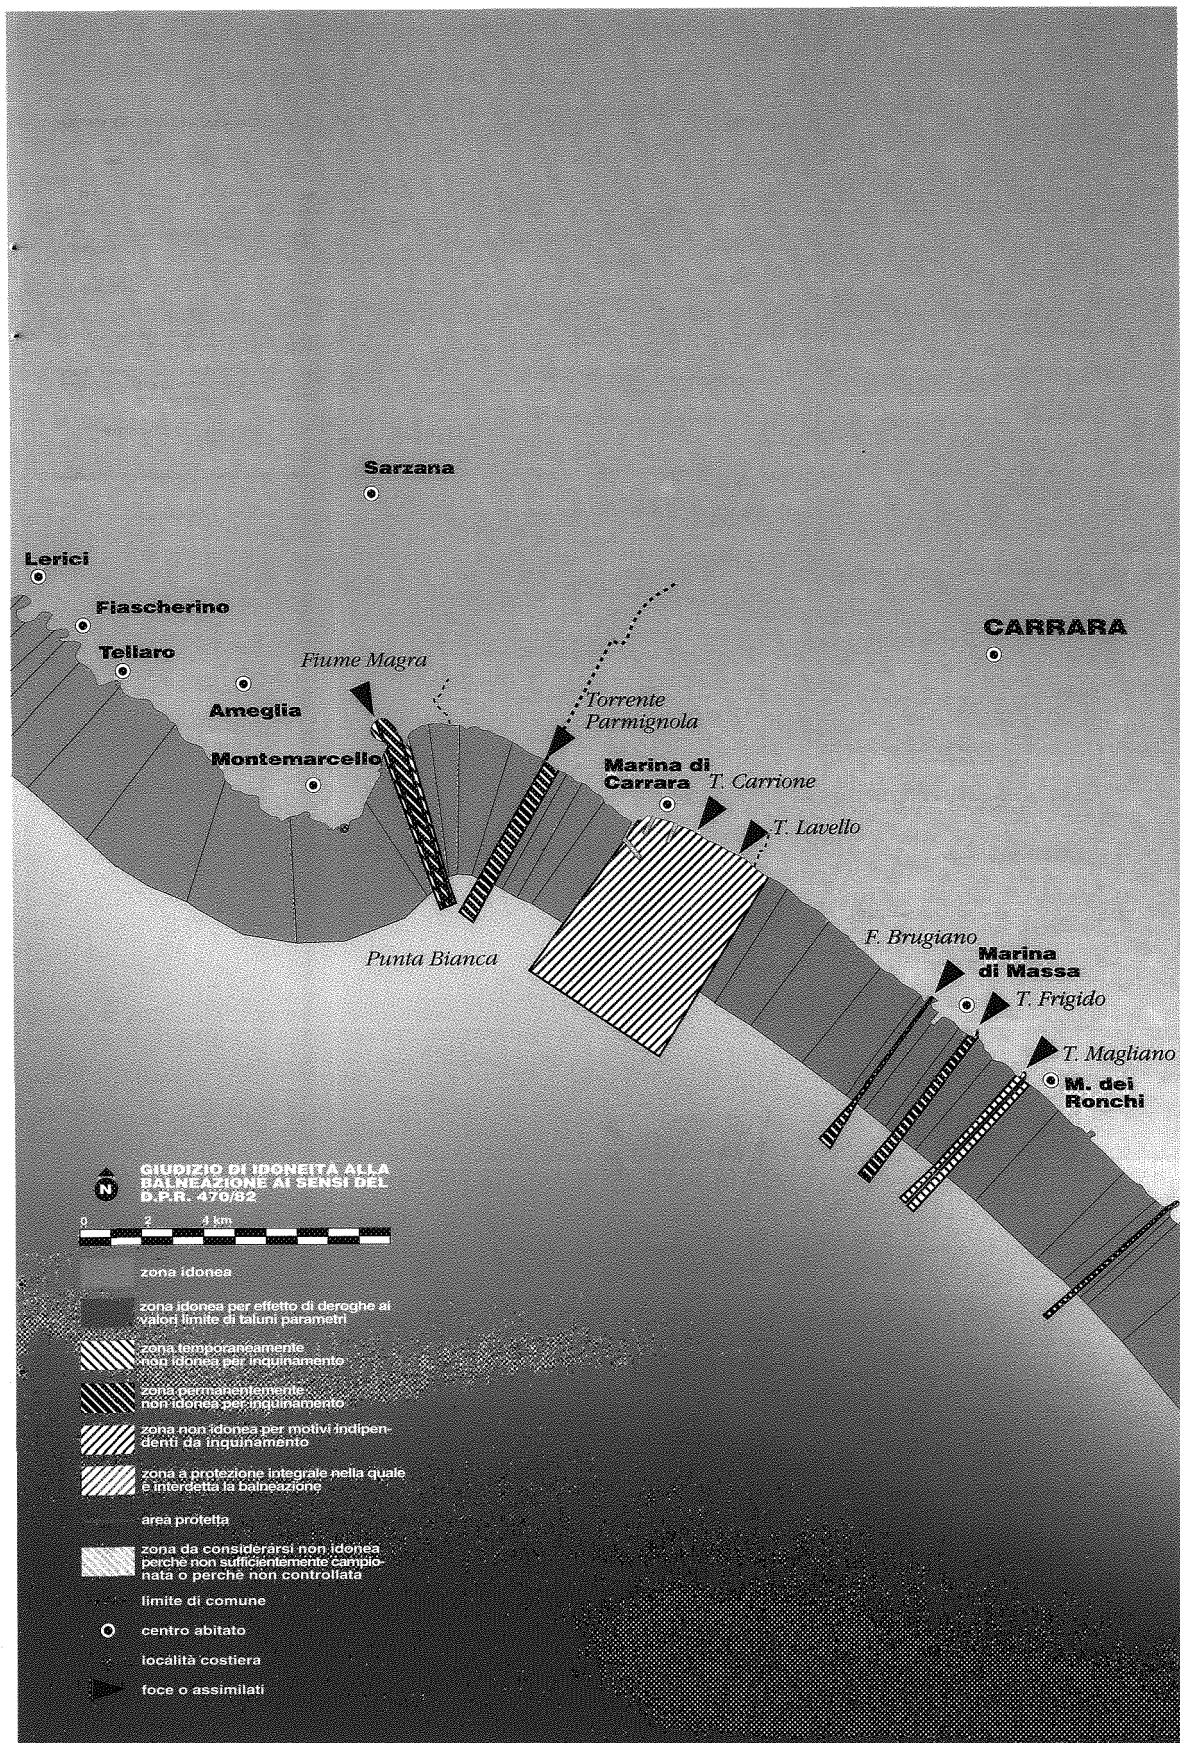 Sarzana
Lerici
Fiascherino
CARRARA
Tellaro
Fiume Magra
Ameglia
Torrente
Parmignola
Montemarcello
Marina di
Carrara
T. Carrione
T. Lavello
F. Brugiano
Punta Bianca
Marina
di Massa
T. Frigido
T. Magliano
M. dei
Ronchi
N
GIUDIZIO DI IDONEITÀ ALLA
BALNEAZIONE AI SENSI DEL
D.P.R. 470/82
0 2 4 km
zona idonea
zona idonea per effetto di deroghe ai
valori limite di taluni parametri
zona temporaneamente
non idonea per inquinamento
zona permanentemente
non idonea per inquinamento
zona non idonea per motivi indipen-
denti da inquinamento
zona a protezione integrale nella quale
è interdetta la balneazione
area protetta
zona da considerarsi non idonea
perchè non sufficientemente campio-
nata o perchè non controllata
limite di comune
centro abitato
località costiera
foce o assimilati